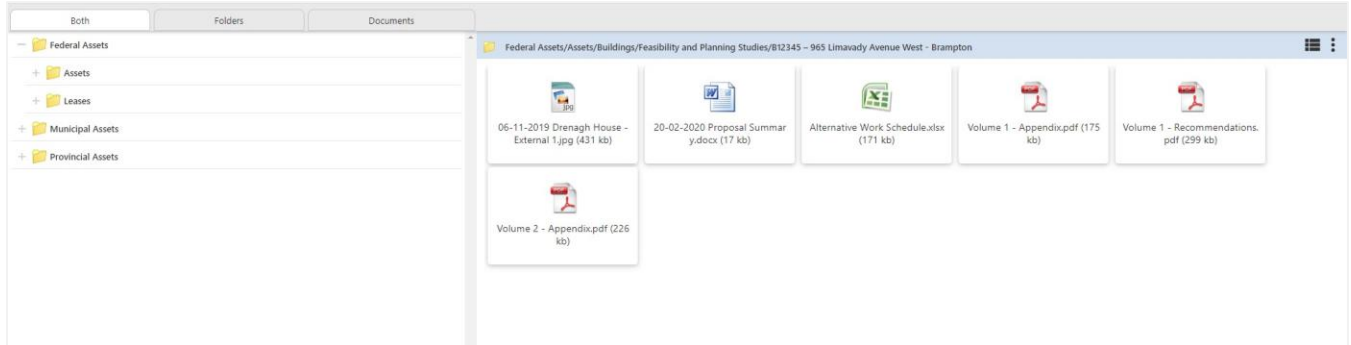 Both
Folders
Documents
Federal Assets
Assets
Leases
Municipal Assets
Provincial Assets
Federal Assets/Assets/Buildings/Feasibility and Planning Studies/B12345 – 965 Limavady Avenue West - Brampton
06-11-2019 Drenagh House -
External 1.jpg (431 kb)
20-02-2020 Proposal Summar
y.docx (17 kb)
Alternative Work Schedule.xlsx
(171 kb)
Volume 1 - Appendix.pdf (175
kb)
Volume 1 - Recommendations.
pdf (299 kb)
Volume 2 - Appendix.pdf (226
kb)